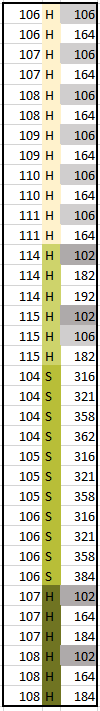 106 H 106
106 H 164
107 H 106
107 H 164
108 H 106
108 H 164
109 H 106
109 H 164
110 H 106
110 H 164
111 H 106
111 H 164
114 H 102
114 H 182
114 H 192
115 H 102
115 H 106
115 H 182
104 S 316
104 S 321
104 S 358
104 S 362
105 S 316
105 S 321
105 S 358
106 S 316
106 S 321
106 S 358
106 S 384
107 H 102
107 H 164
107 H 184
108 H 102
108 H 164
108 H 184